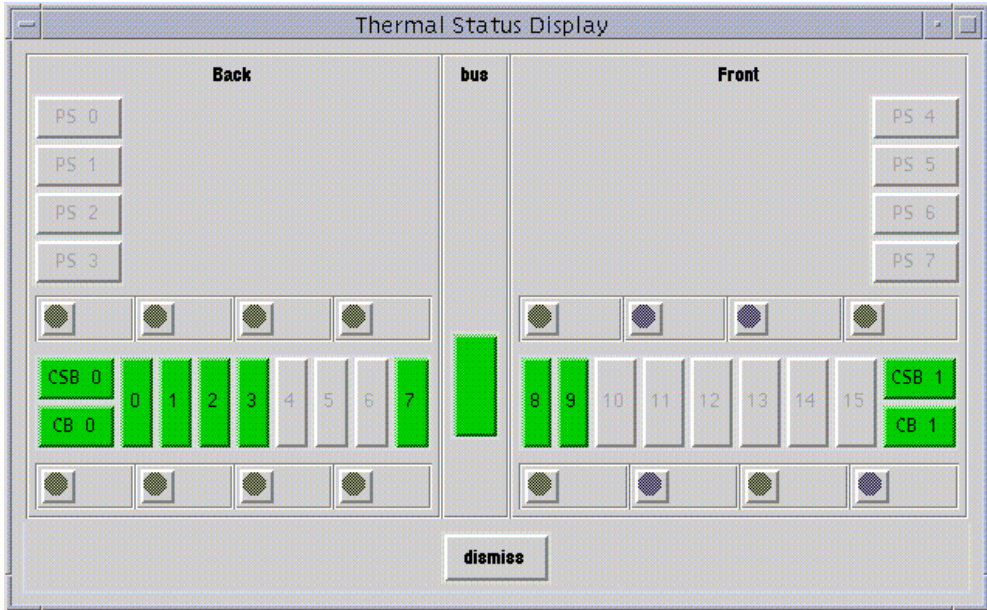 Thermal Status Display
Back
bus
Front
PS 0
PS 4
PS 1
PS 5
PS 2
PS 6
PS 3
PS 7
CSB 0
CB 0
0 1 2 3 4 5 6 7
8 9 10 11 12 13 14 15
CSB 1
CB 1
dismiss